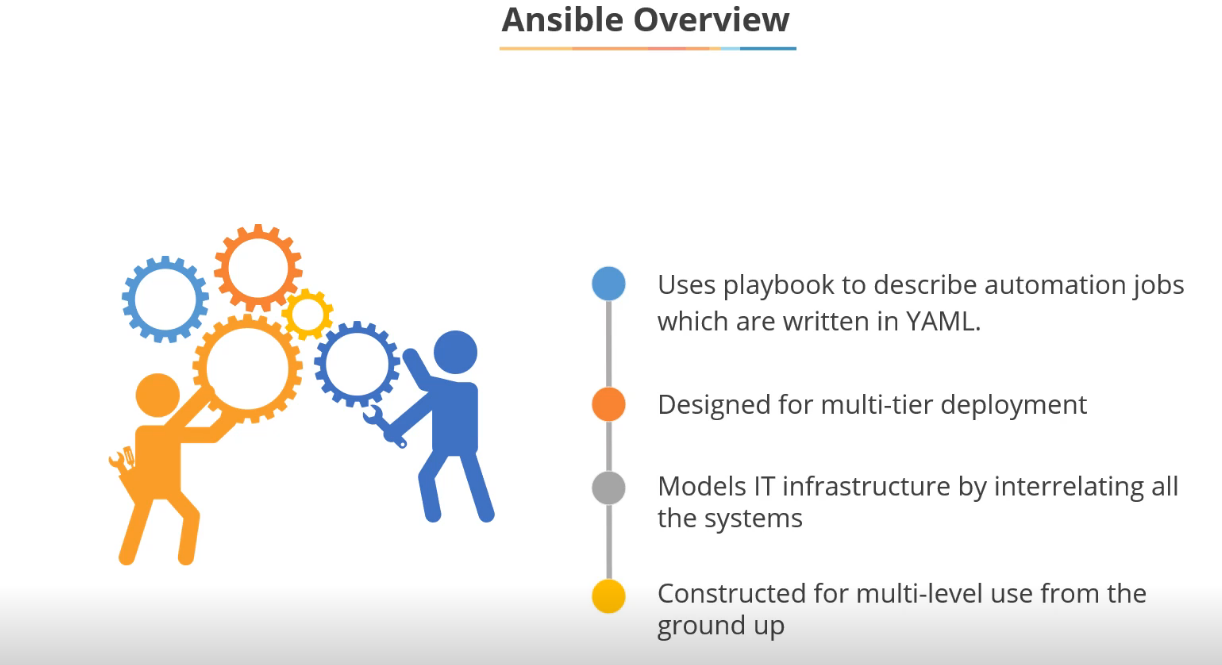 Ansible Overview
Uses playbook to describe automation jobs
which are written in YAML.
Designed for multi-tier deployment
Models IT infrastructure by interrelating all
the systems
Constructed for multi-level use from the
ground up